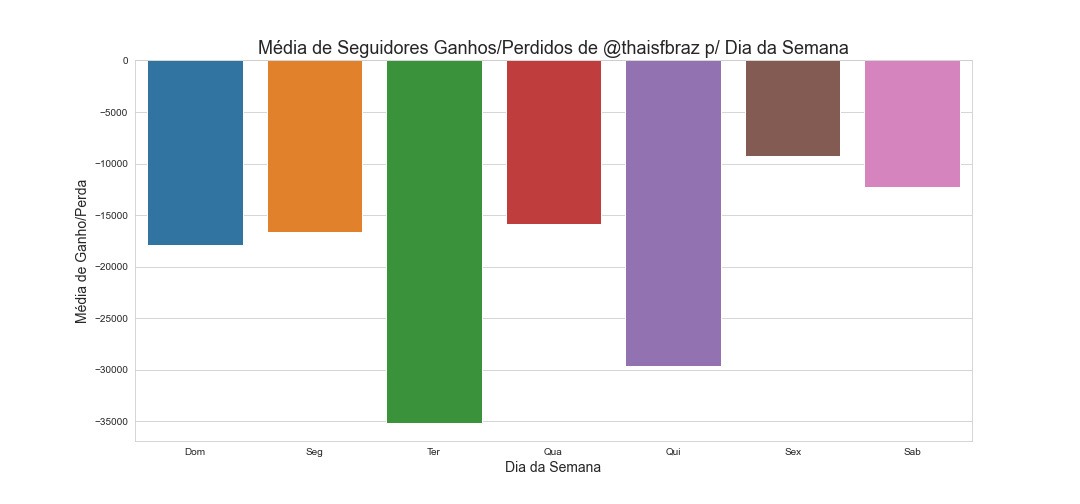 Média de Seguidores Ganhos/Perdidos de @thaisfbraz p/ Dia da Semana
Média de Ganho/Perda
0
−5000
−10000
−15000
−20000
−25000
−30000
−35000
Dom Seg Ter Qua Qui Sex Sab
Dia da Semana